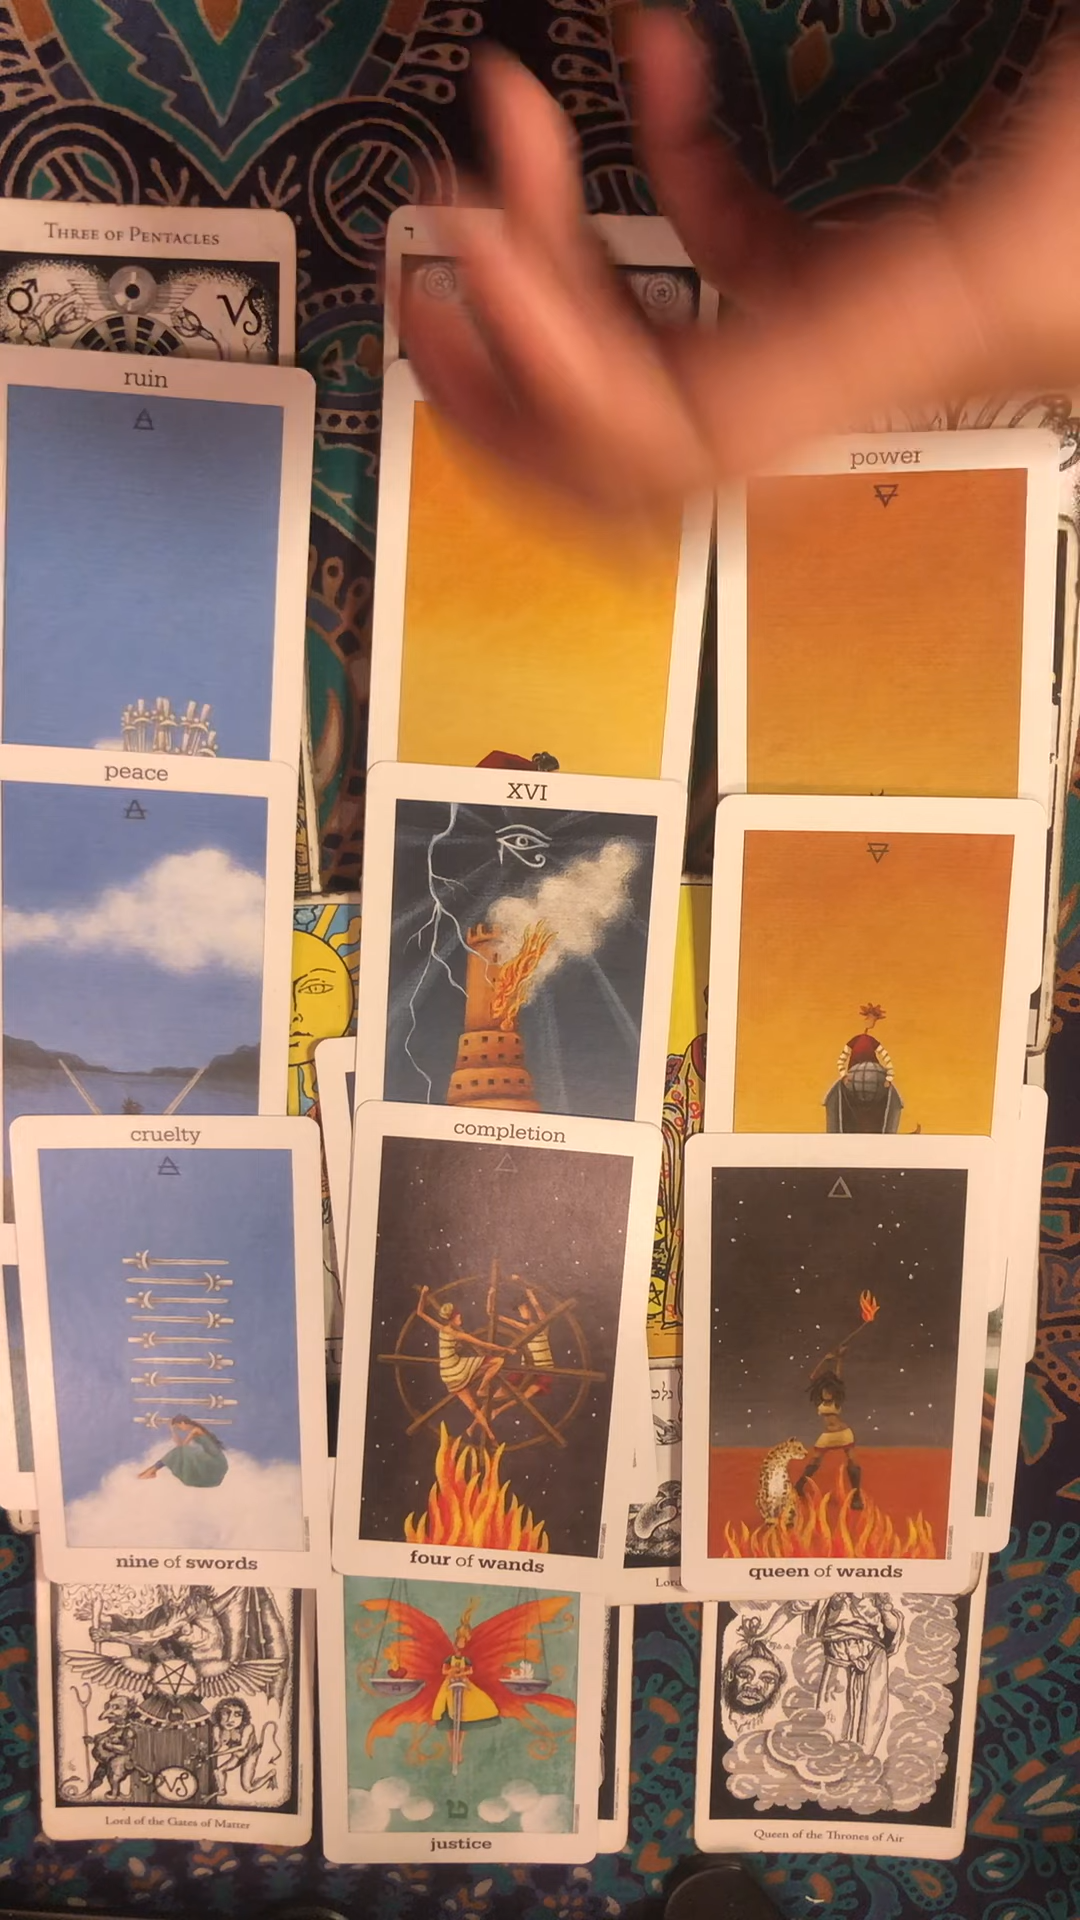 THREE OF PENTACLES
ruin
power
peace
XVI
cruelty
completion
nine of swords
four of wands
queen of wands
Lord
Lord of the Gates of Matter
justice
Queen of the Thrones of Air